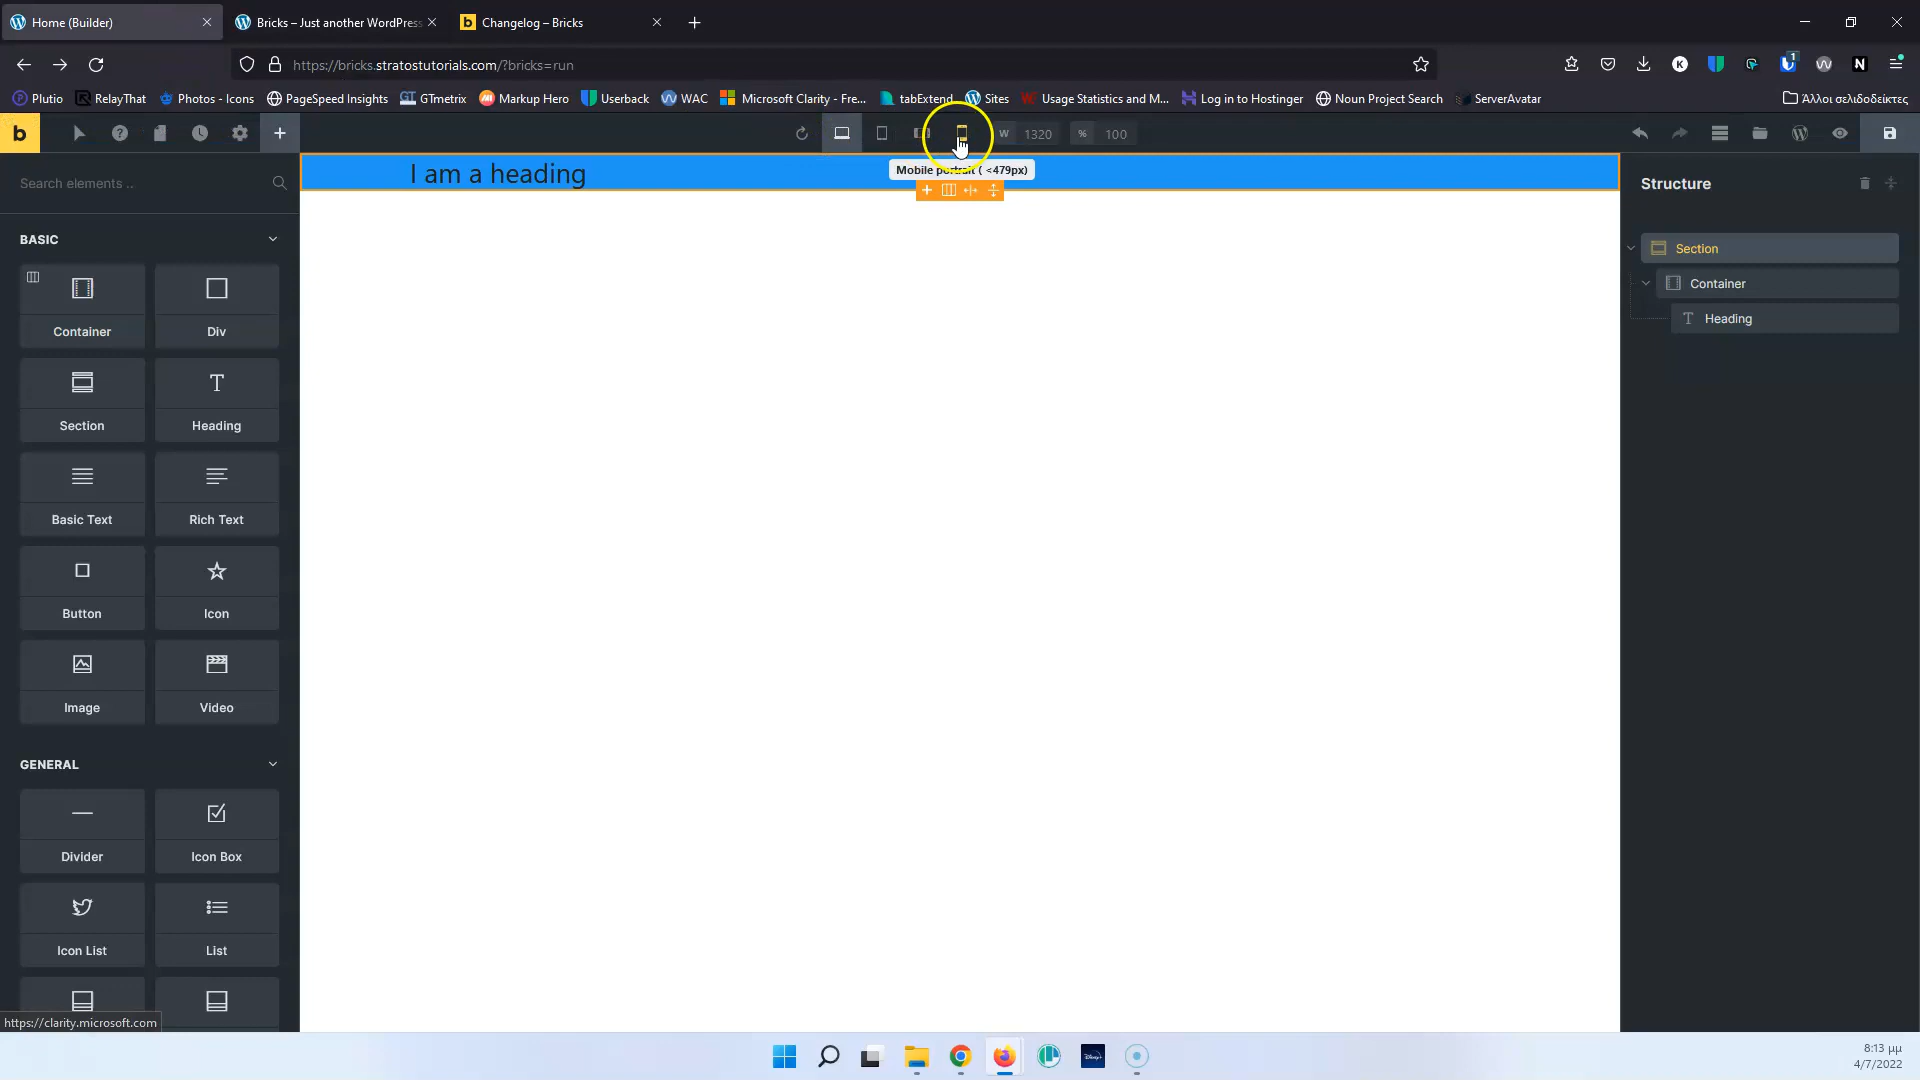 Home (Builder)
Bricks – Just another WordPress
Changelog – Bricks
https://bricks.stratostutorials.com/?bricks=run
Plutio
RelayThat
Photos - Icons
PageSpeed Insights
GTmetrix
Markup Hero
Userback
WAC
Microsoft Clarity - Fre...
tabExtend
Sites
Usage Statistics and M...
Log in to Hostinger
Noun Project Search
ServerAvatar
Άλλοι σελιδοδείκτες
b
W 1320
% 100
Search elements ..
I am a heading
Mobile portrait ( <479px)
Structure
Section
Container
Heading
BASIC
Container
Div
Section
Heading
Basic Text
Rich Text
Button
Icon
Image
Video
GENERAL
Divider
Icon Box
Icon List
List
https://clarity.microsoft.com
8:13 μμ
4/7/2022